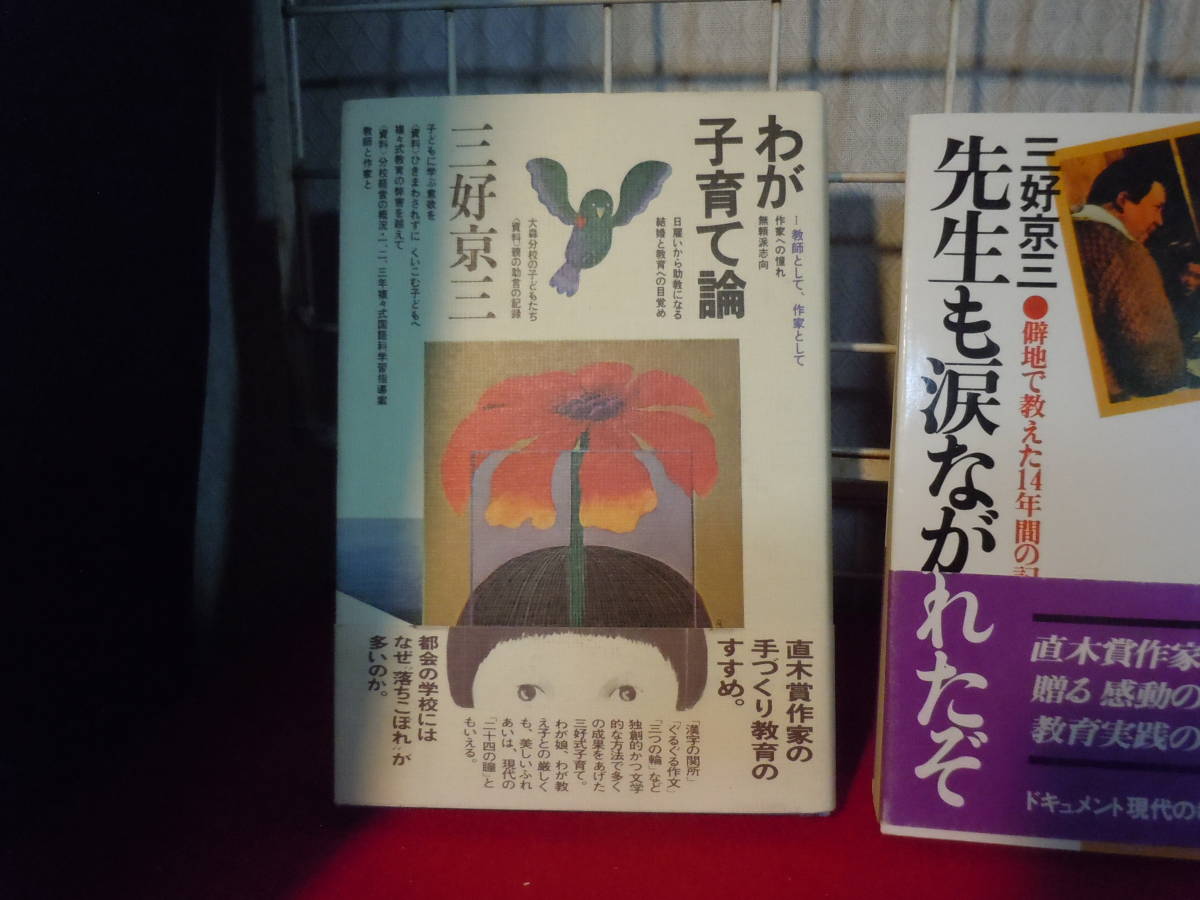 わが
子育て論
―教師として、作家として
作家への憧れ
無頼派志向
日雇いから助教になる
結婚と教育への目覚め
大森分校の子どもたち
〈資料〉親の助言の記録
三好京三
子どもに学ぶ素敵を
〈資料〉ひきまわされずに くいこむ子どもへ
複々式教育の弊害を越えて
〈資料〉分校経営の概況・一、二、三年複々式国語科学習指導案
教師と作家と
直木賞作家の
手づくり教育の
すすめ。
「漢字の関所」
「ぐるぐる作文」
「三つの輪」など
独創的かつ文学
的な方法で多く
の成果をあげた
三好式子育て。
わが娘、わが教
え子との厳しく
も、美しいふれ
あいは、現代の
「二十四の瞳」と
もいえる。
都会の学校には
なぜ“落ちこぼれ”が
多いのか。
三好京三●僻地で教えた14年間の
先生も涙ながれたぞ
直木賞作家
贈る 感動の
教育実践の
ドキュメント現代の